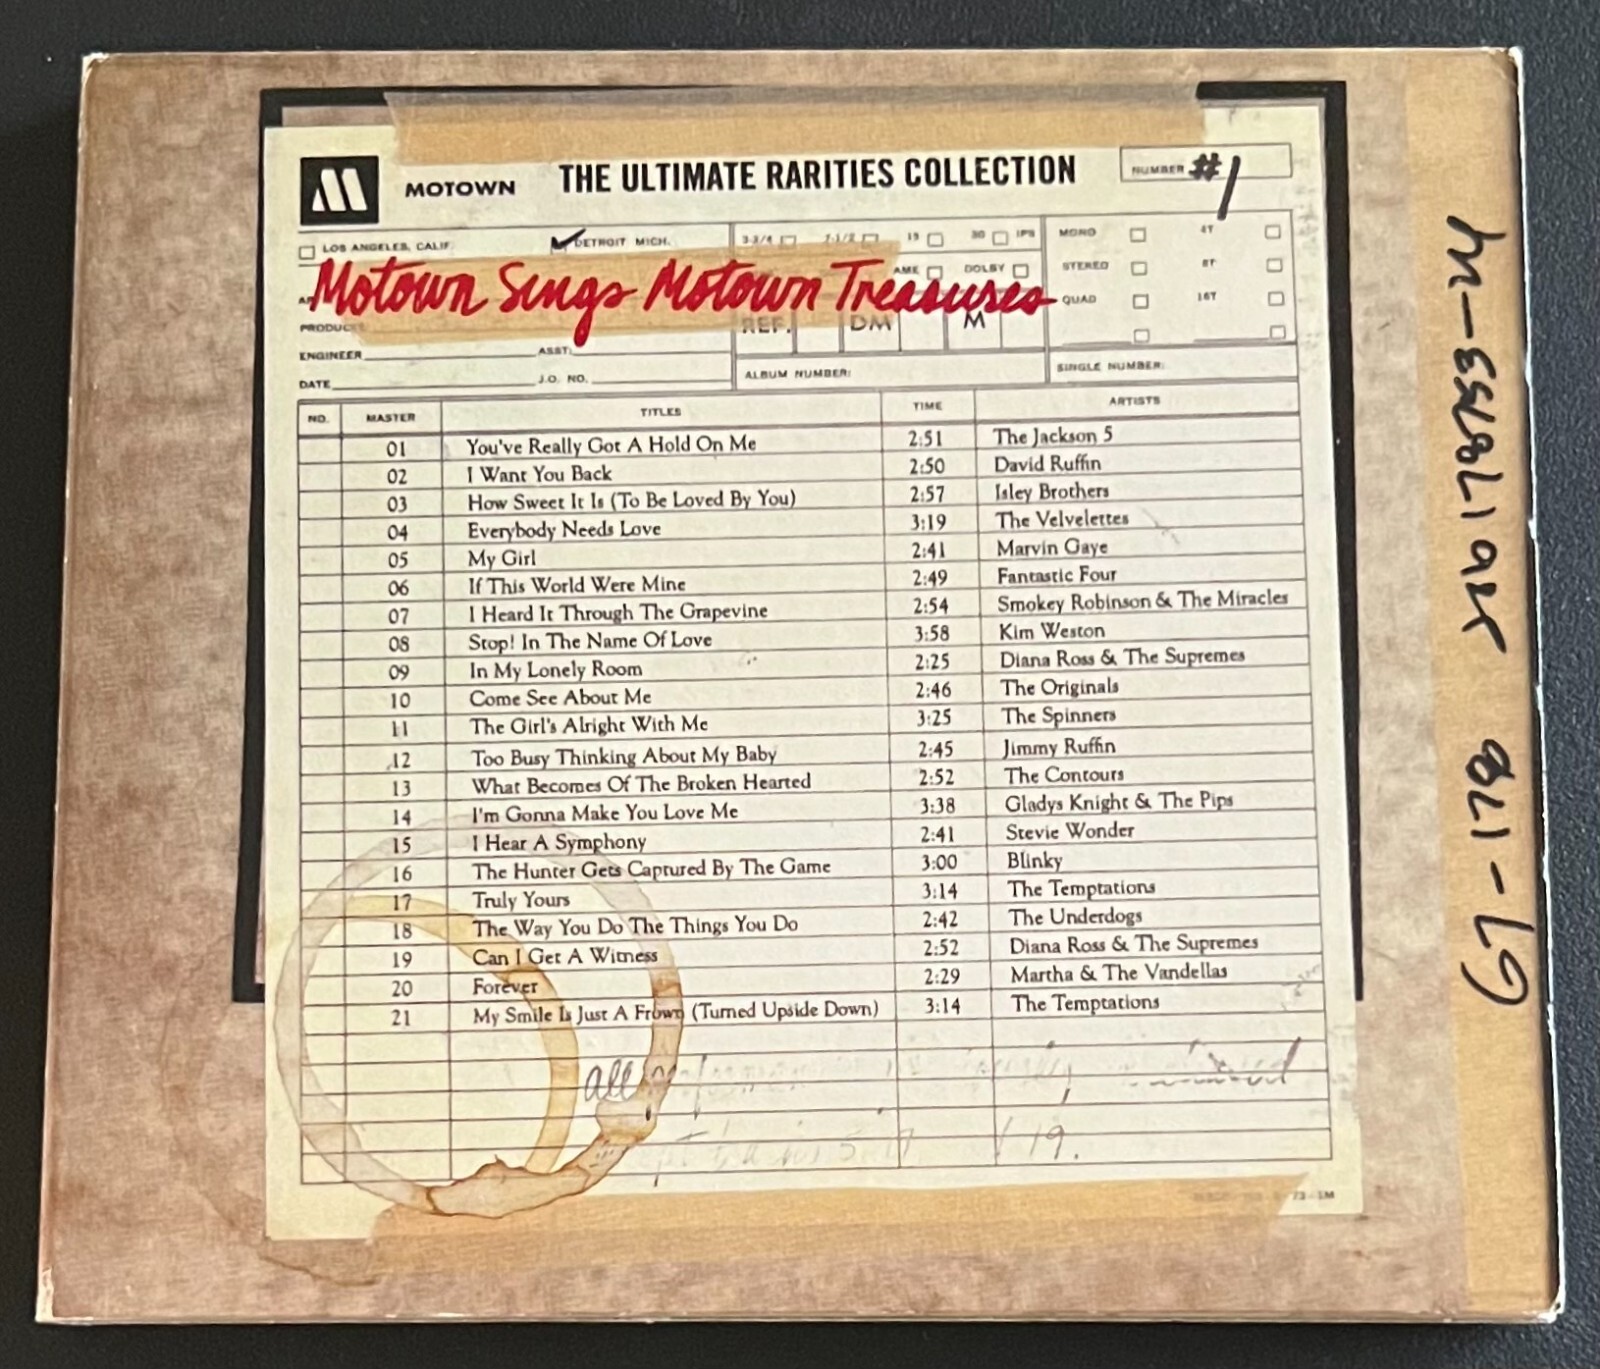 MOTOWN THE ULTIMATE RARITIES COLLECTION NUMBER #1
LOS ANGELES, CALIF. DETROIT MICH. 3-3/4 7-1/2 15 30 IPS MONO 4T
AME DOLBY STEREO 8T
Motown Sings Motown Treasures
QUAD 16T
PRODUC REF. DM M
ENGINEER ASST:
DATE J.O. NO. ALBUM NUMBER: SINGLE NUMBER:
NO. MASTER TITLES TIME ARTISTS
01 You've Really Got A Hold On Me 2:51 The Jackson 5
02 I Want You Back 2:50 David Ruffin
03 How Sweet It Is (To Be Loved By You) 2:57 Isley Brothers
04 Everybody Needs Love 3:19 The Velvelettes
05 My Girl 2:41 Marvin Gaye
06 If This World Were Mine 2:49 Fantastic Four
07 I Heard It Through The Grapevine 2:54 Smokey Robinson & The Miracles
08 Stop! In The Name Of Love 3:58 Kim Weston
09 In My Lonely Room 2:25 Diana Ross & The Supremes
10 Come See About Me 2:46 The Originals
11 The Girl's Alright With Me 3:25 The Spinners
12 Too Busy Thinking About My Baby 2:45 Jimmy Ruffin
13 What Becomes Of The Broken Hearted 2:52 The Contours
14 I'm Gonna Make You Love Me 3:38 Gladys Knight & The Pips
15 I Hear A Symphony 2:41 Stevie Wonder
16 The Hunter Gets Captured By The Game 3:00 Blinky
17 Truly Yours 3:14 The Temptations
18 The Way You Do The Things You Do 2:42 The Underdogs
19 Can I Get A Witness 2:52 Diana Ross & The Supremes
20 Forever 2:29 Martha & The Vandellas
21 My Smile Is Just A Frown (Turned Upside Down) 3:14 The Temptations
all
19.